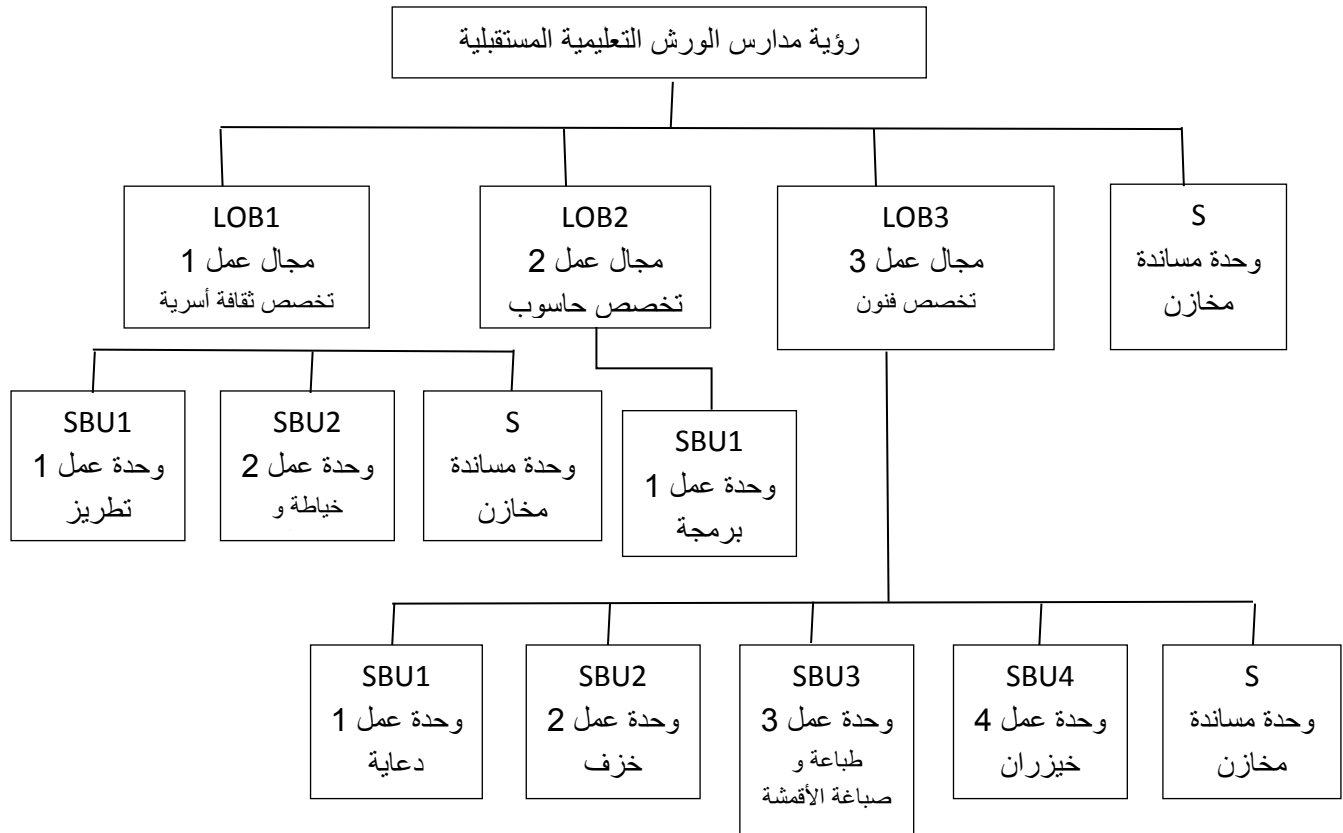 رؤية مدارس الورش التعليمية المستقبلية
LOB1
مجال عمل 1
تخصص ثقافة أسرية
LOB2
مجال عمل 2
تخصص حاسوب
LOB3
مجال عمل 3
تخصص فنون
S
وحدة مساندة
مخازن
SBU1
وحدة عمل 1
تطريز
SBU2
وحدة عمل 2
خياطة و
S
وحدة مساندة
مخازن
SBU1
وحدة عمل 1
برمجة
SBU1
وحدة عمل 1
دعاية
SBU2
وحدة عمل 2
خزف
SBU3
وحدة عمل 3
طباعة و
صباغة الأقمشة
SBU4
وحدة عمل 4
خيزران
S
وحدة مساندة
مخازن